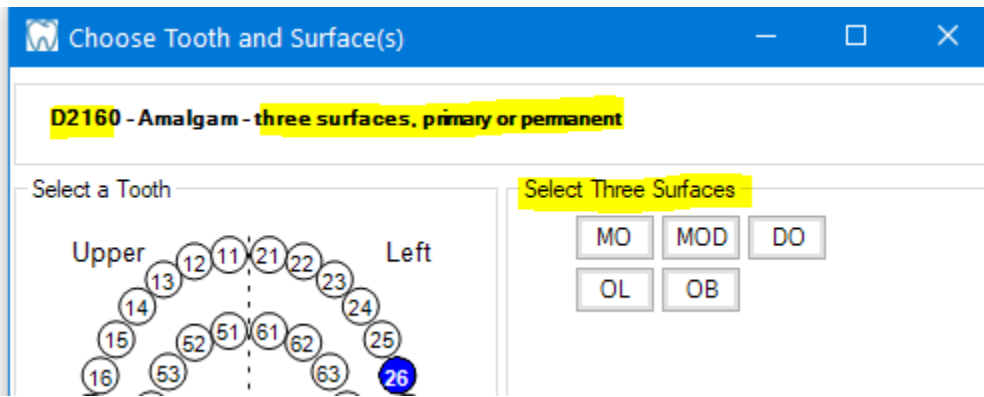 Choose Tooth and Surface(s)
D2160 - Amalgam - three surfaces, primary or permanent
Select a Tooth
Select Three Surfaces
Upper
Left
MO MOD DO
OL OB
11 21
12 22
13 23
14 24
15 25
16 26
51 61
52 62
53 63